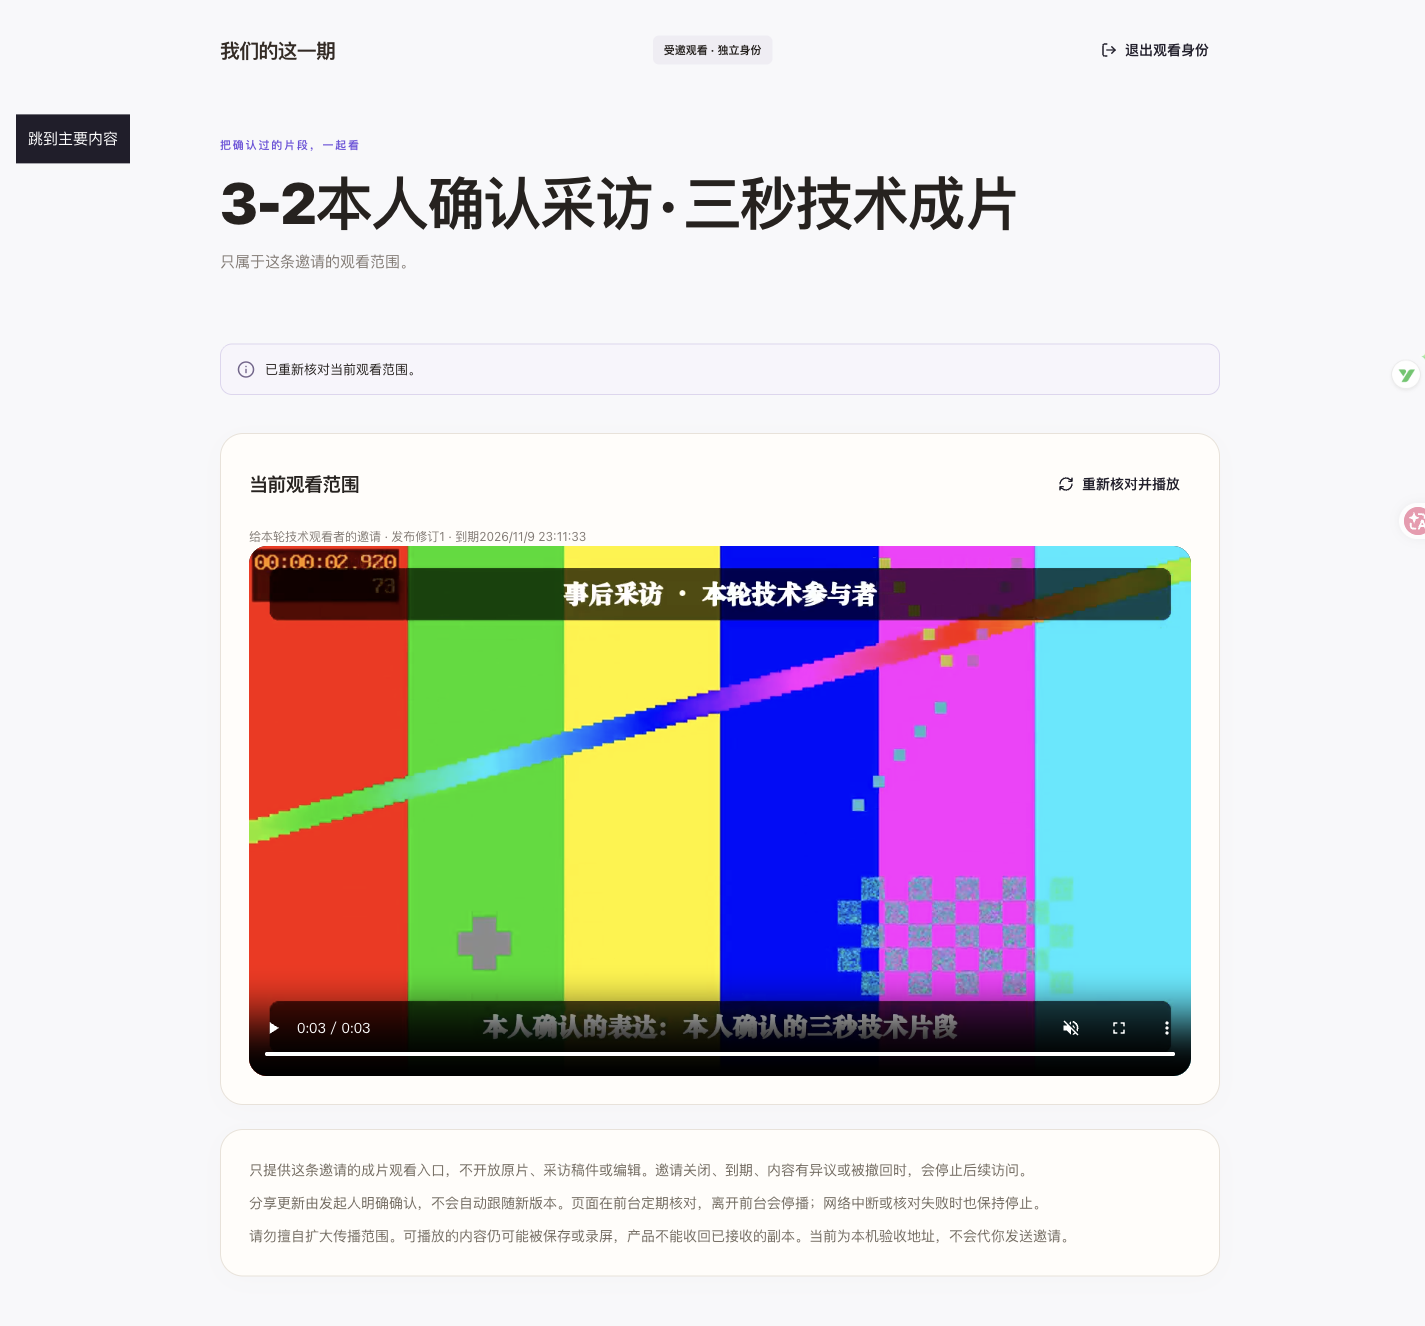 我们的这一期
受邀观看 · 独立身份
退出观看身份
跳到主要内容
把确认过的片段，一起看
3-2本人确认采访 · 三秒技术成片
只属于这条邀请的观看范围。
已重新核对当前观看范围。
当前观看范围
重新核对并播放
给本轮技术观看者的邀请 · 发布修订1 · 到期2026/11/9 23:11:33
00:00:02.920
73
事后采访 · 本轮技术参与者
本人确认的表达：本人确认的三秒技术片段
0:03 / 0:03
只提供这条邀请的成片观看入口，不开放原片、采访稿件或编辑。邀请关闭、到期、内容有异议或被撤回时，会停止后续访问。
分享更新由发起人明确确认，不会自动跟随新版本。页面在前台定期核对，离开前台会停播；网络中断或核对失败时也保持停止。
请勿擅自扩大传播范围。可播放的内容仍可能被保存或录屏，产品不能收回已接收的副本。当前为本机验收地址，不会代你发送邀请。